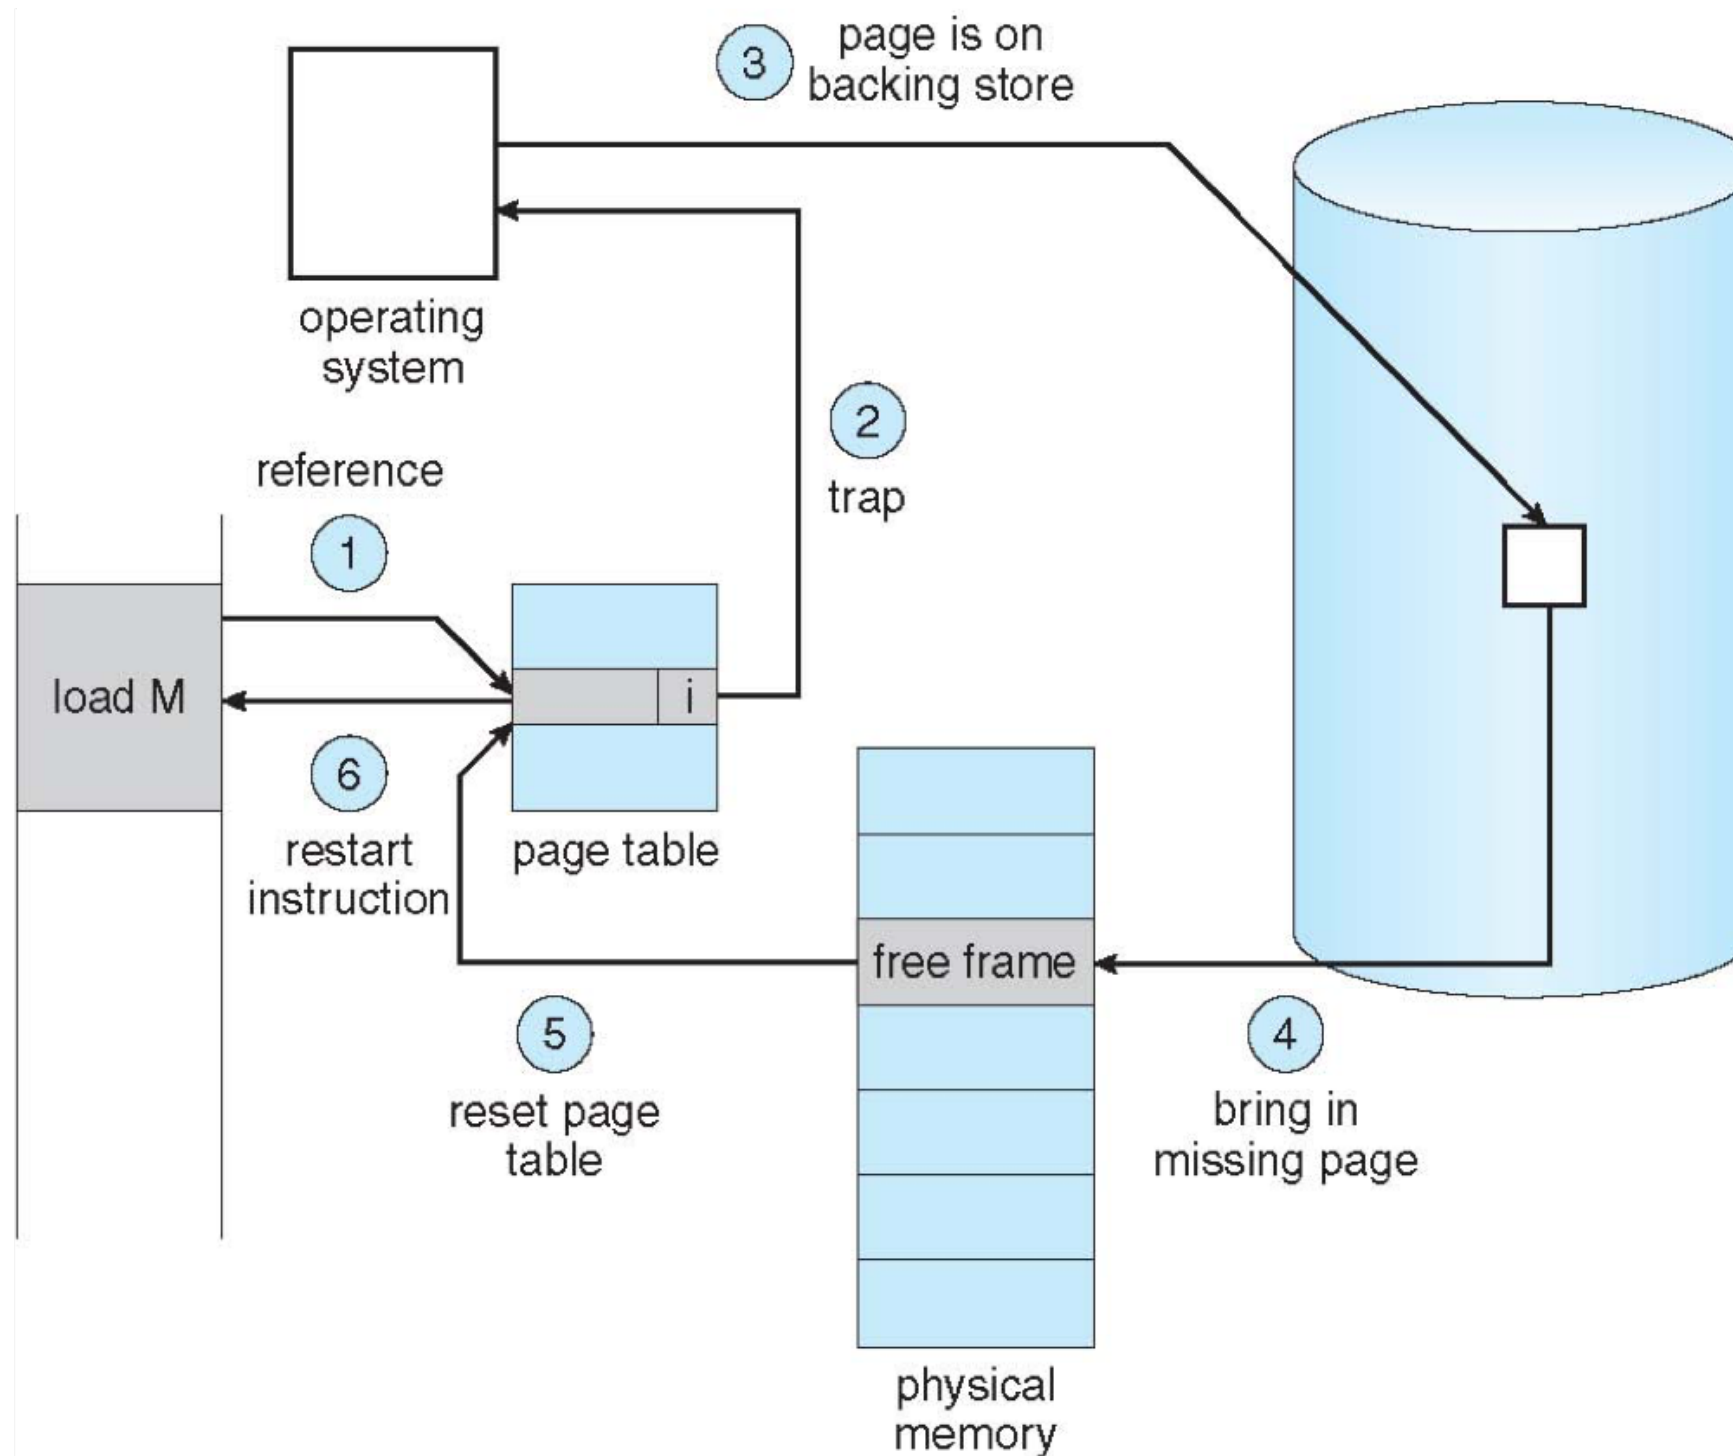 3
page is on
backing store
operating
system
2
trap
reference
1
load M
i
6
restart
instruction
page table
free frame
5
reset page
table
4
bring in
missing page
physical
memory